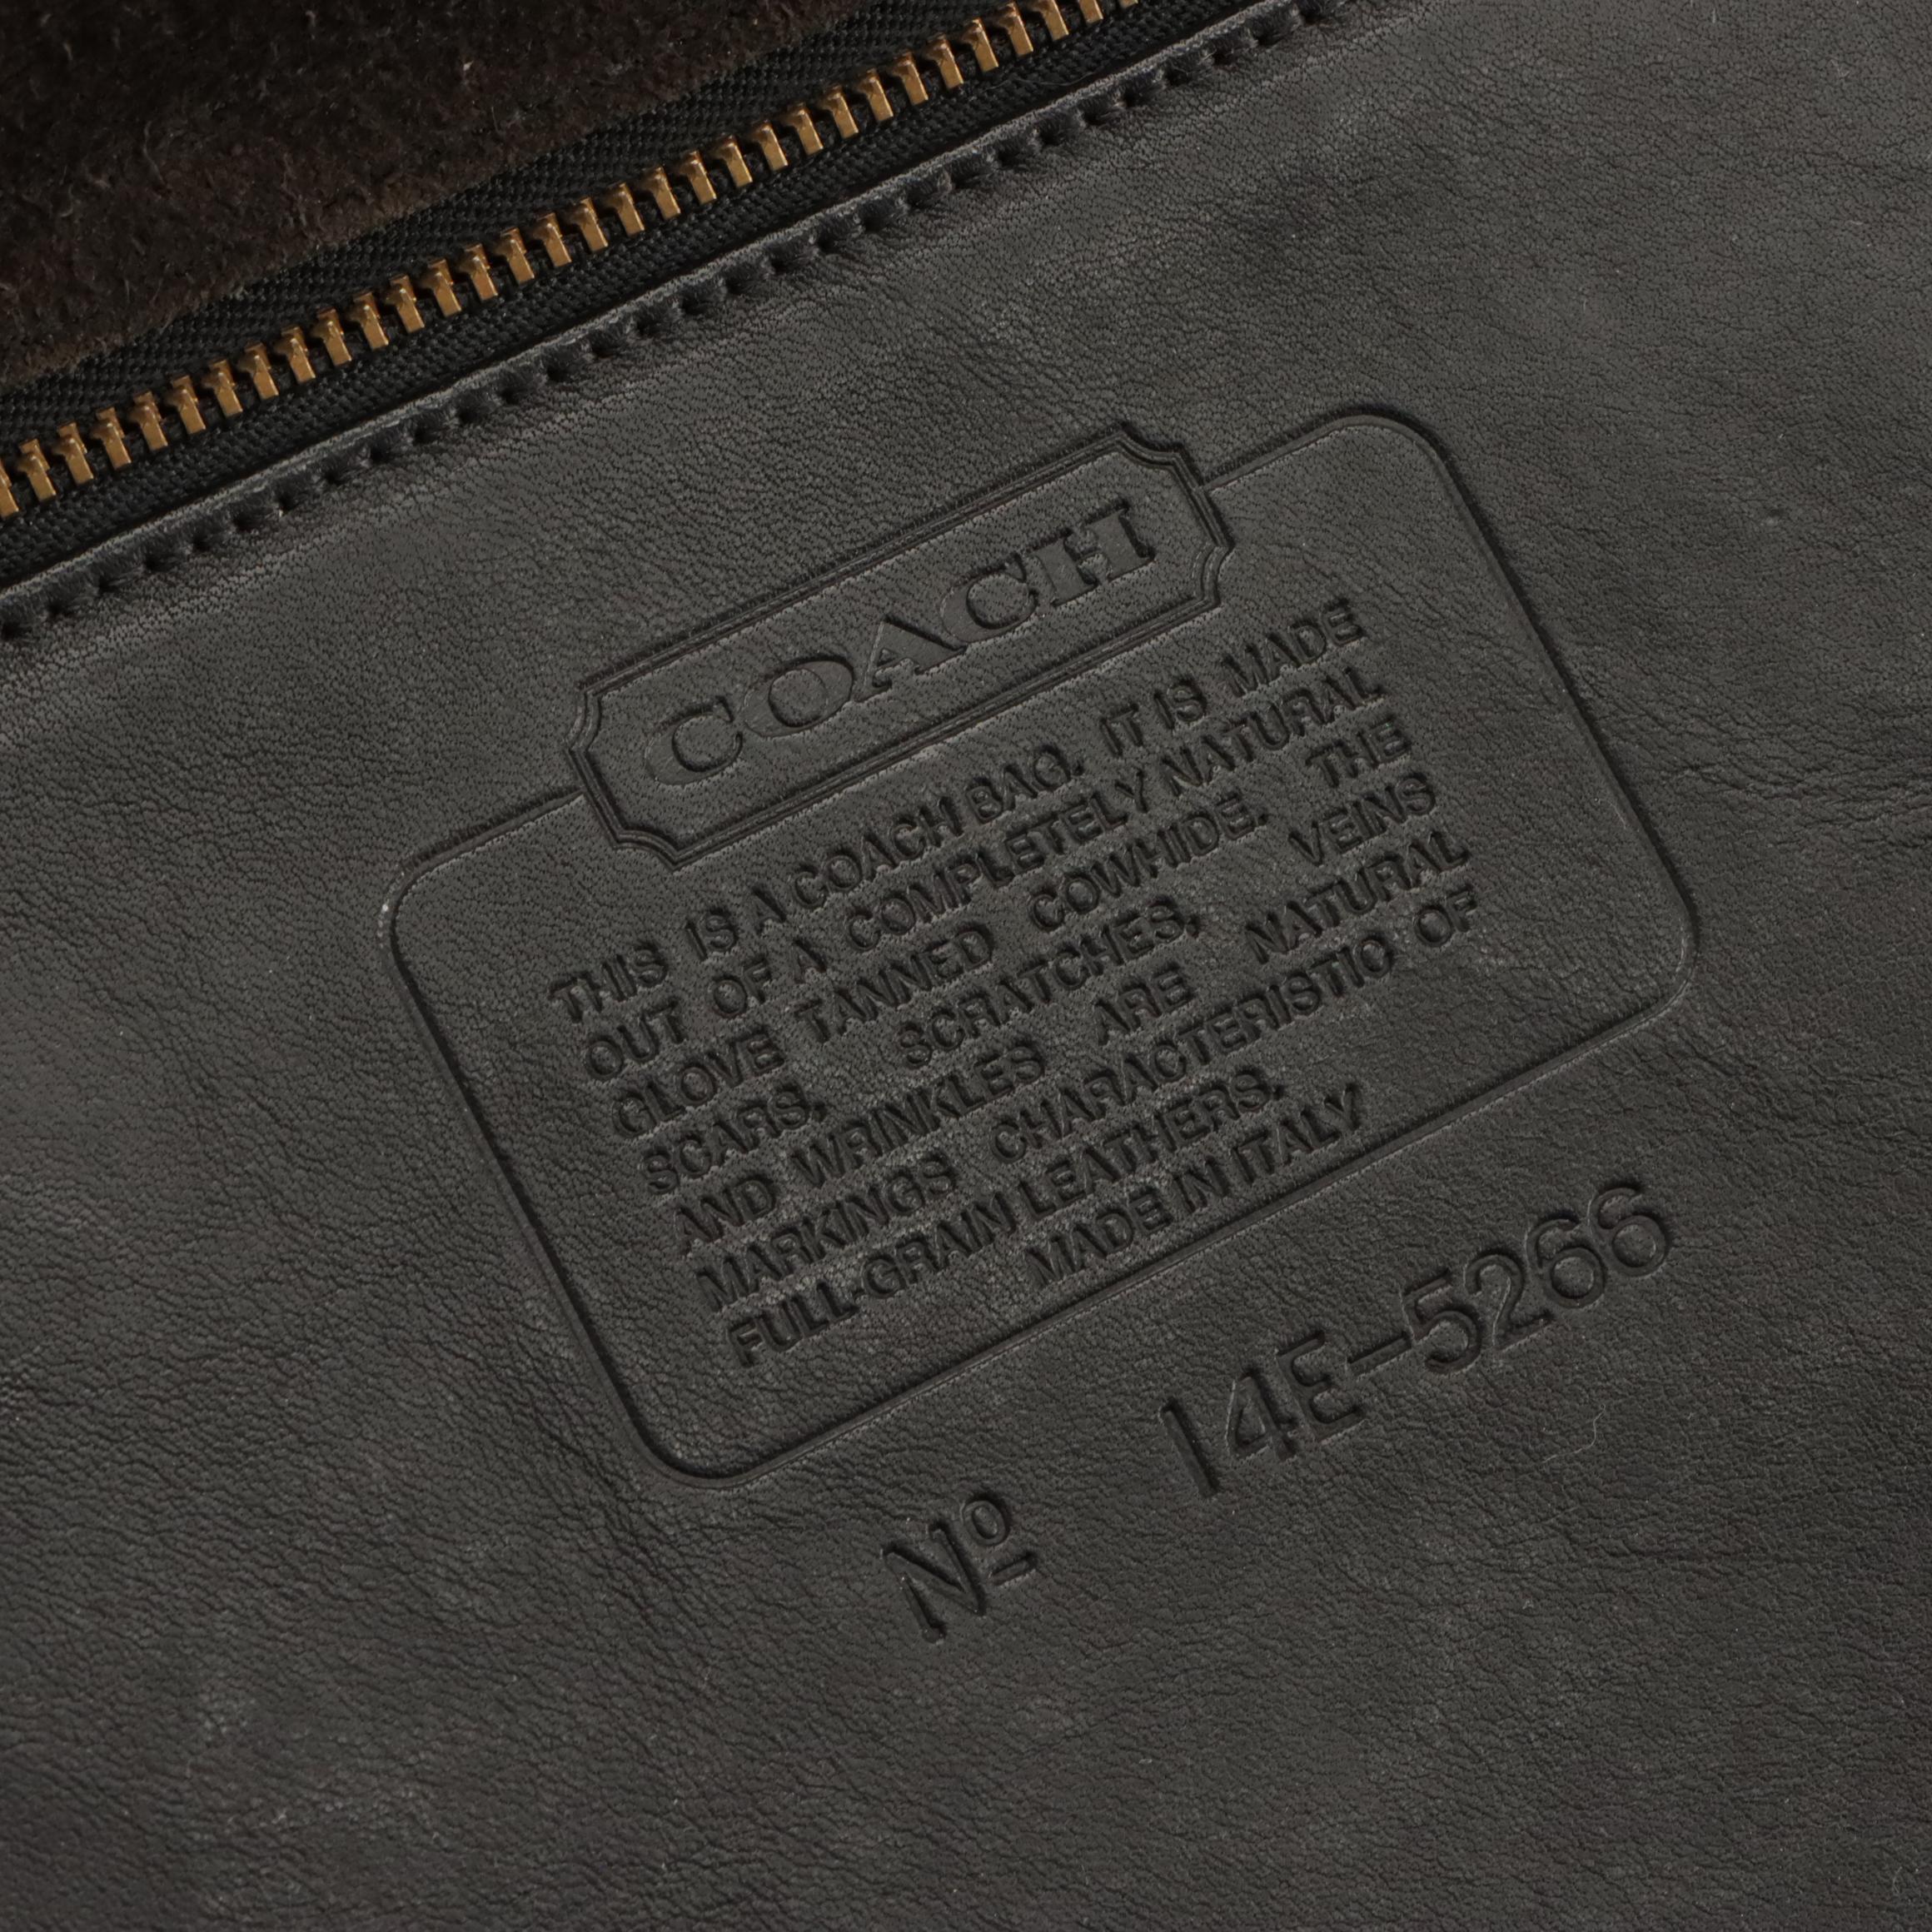 COACH
THIS IS A COACH BAG. IT IS MADE
OUT OF A COMPLETELY NATURAL
GLOVE TANNED COWHIDE. THE
SCARS, SCRATCHES, VEINS
AND WRINKLES ARE NATURAL
MARKINGS CHARACTERISTIC OF
FULL-GRAIN LEATHERS.
MADE IN ITALY
Nº 14E-5266